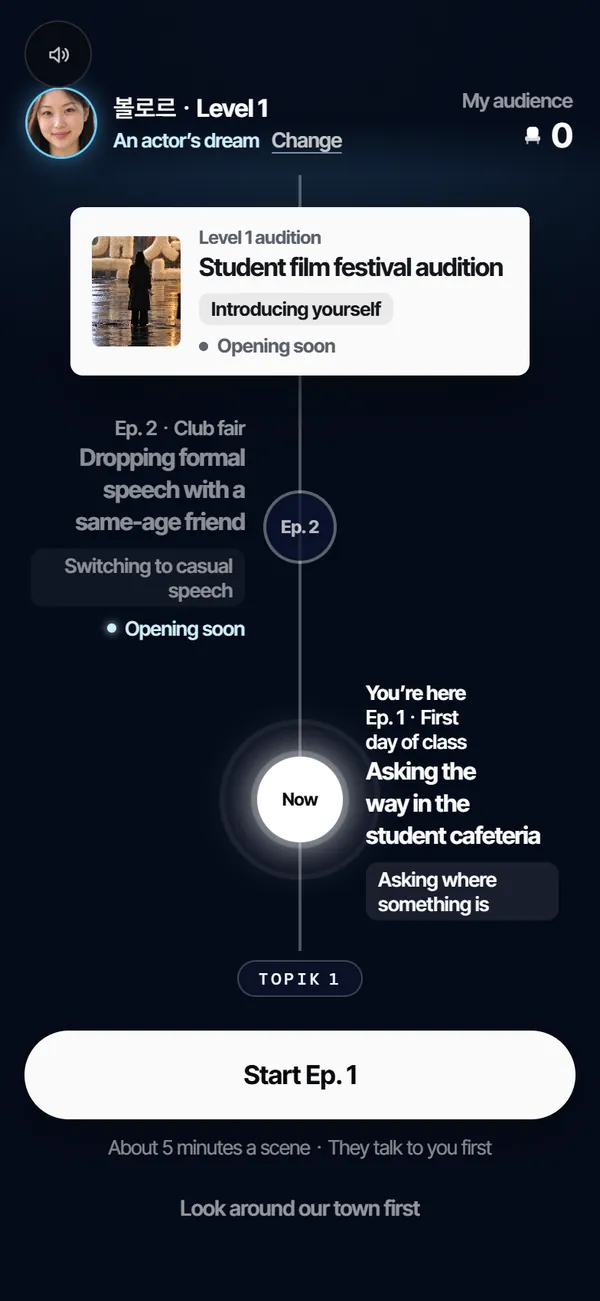 볼로르 · Level 1
An actor's dream Change
My audience
0
Level 1 audition
Student film festival audition
Introducing yourself
Opening soon
Ep. 2 · Club fair
Dropping formal
speech with a
same-age friend
Switching to casual
speech
Opening soon
Ep. 2
You're here
Ep. 1 · First
day of class
Asking the
way in the
student cafeteria
Asking where
something is
Now
TOPIK 1
Start Ep. 1
About 5 minutes a scene · They talk to you first
Look around our town first